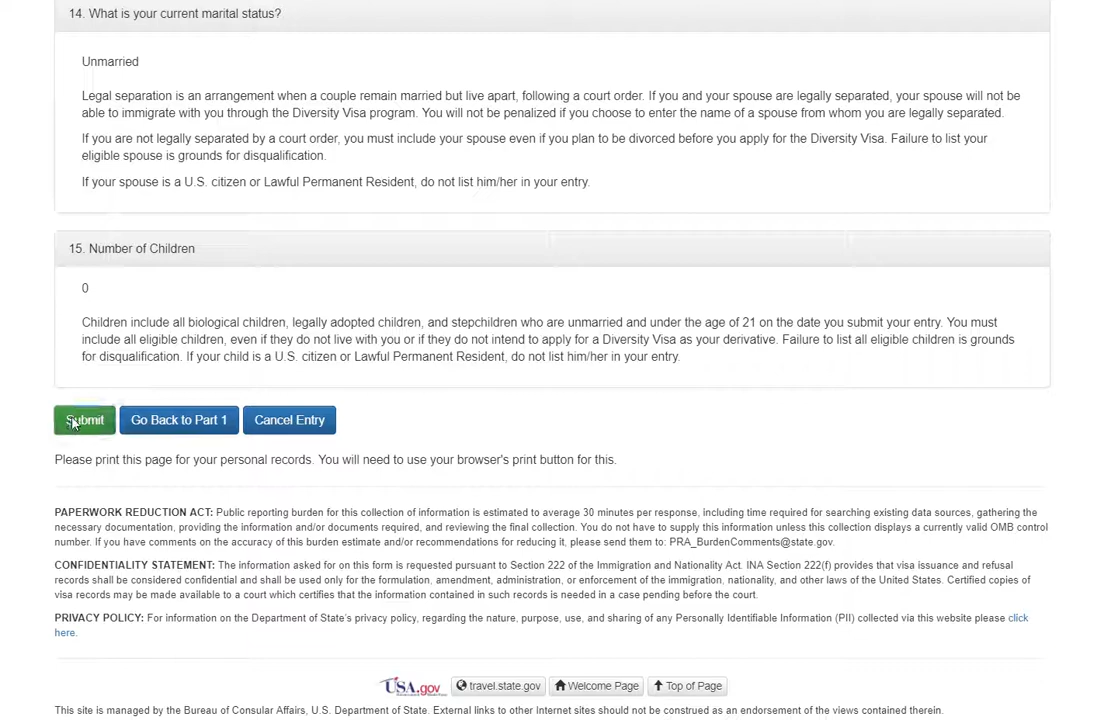 14. What is your current marital status?
Unmarried
Legal separation is an arrangement when a couple remain married but live apart, following a court order. If you and your spouse are legally separated, your spouse will not be
able to immigrate with you through the Diversity Visa program. You will not be penalized if you choose to enter the name of a spouse from whom you are legally separated.
If you are not legally separated by a court order, you must include your spouse even if you plan to be divorced before you apply for the Diversity Visa. Failure to list your
eligible spouse is grounds for disqualification.
If your spouse is a U.S. citizen or Lawful Permanent Resident, do not list him/her in your entry.
15. Number of Children
0
Children include all biological children, legally adopted children, and stepchildren who are unmarried and under the age of 21 on the date you submit your entry. You must
include all eligible children, even if they do not live with you or if they do not intend to apply for a Diversity Visa as your derivative. Failure to list all eligible children is grounds
for disqualification. If your child is a U.S. citizen or Lawful Permanent Resident, do not list him/her in your entry.
Submit Go Back to Part 1 Cancel Entry
Please print this page for your personal records. You will need to use your browser's print button for this.
PAPERWORK REDUCTION ACT: Public reporting burden for this collection of information is estimated to average 30 minutes per response, including time required for searching existing data sources, gathering the
necessary documentation, providing the information and/or documents required, and reviewing the final collection. You do not have to supply this information unless this collection displays a currently valid OMB control
number. If you have comments on the accuracy of this burden estimate and/or recommendations for reducing it, please send them to: PRA_BurdenComments@state.gov.
CONFIDENTIALITY STATEMENT: The information asked for on this form is requested pursuant to Section 222 of the Immigration and Nationality Act. INA Section 222(f) provides that visa issuance and refusal
records shall be considered confidential and shall be used only for the formulation, amendment, administration, or enforcement of the immigration, nationality, and other laws of the United States. Certified copies of
visa records may be made available to a court which certifies that the information contained in such records is needed in a case pending before the court.
PRIVACY POLICY: For information on the Department of State's privacy policy, regarding the nature, purpose, use, and sharing of any Personally Identifiable Information (PII) collected via this website please click
here.
USA.gov travel.state.gov Welcome Page Top of Page
This site is managed by the Bureau of Consular Affairs, U.S. Department of State. External links to other Internet sites should not be construed as an endorsement of the views contained therein.